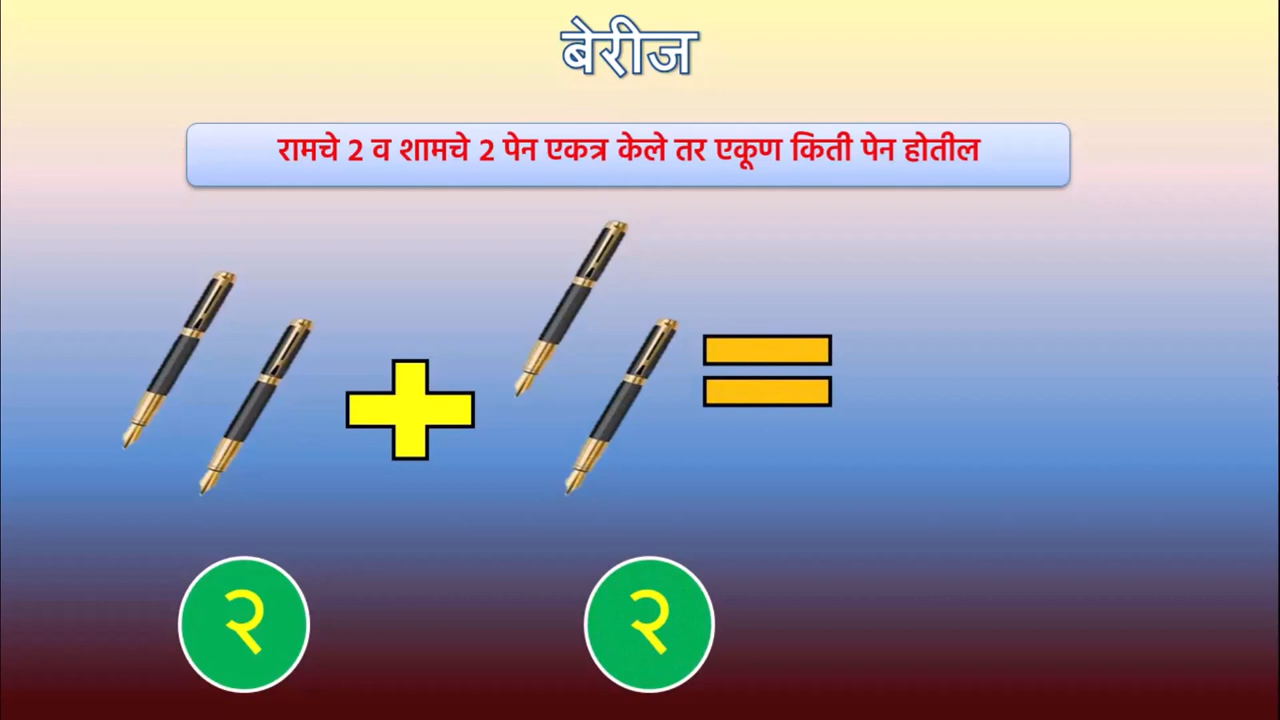 बेरीज
रामचे 2 व शामचे 2 पेन एकत्र केले तर एकूण किती पेन होतील
२ २